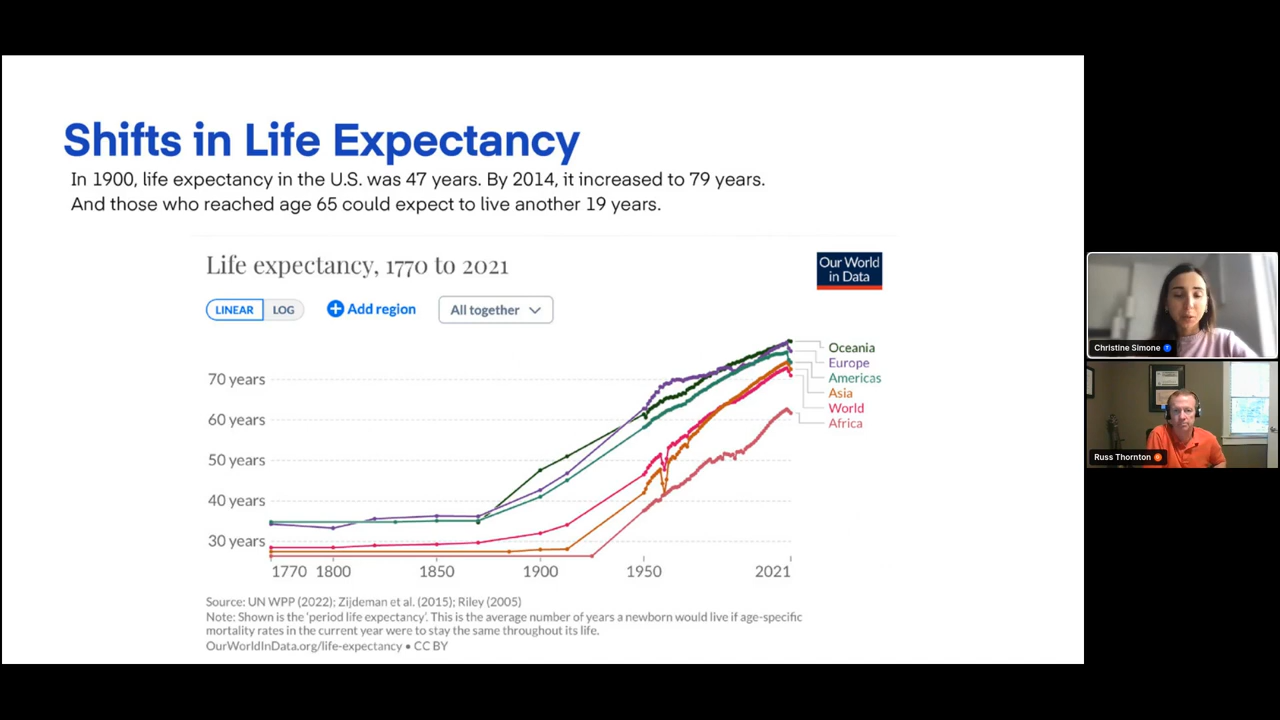 Shifts in Life Expectancy
In 1900, life expectancy in the U.S. was 47 years. By 2014, it increased to 79 years.
And those who reached age 65 could expect to live another 19 years.
Life expectancy, 1770 to 2021
Our World
in Data
LINEAR LOG
Add region
All together
70 years
60 years
50 years
40 years
30 years
1770 1800 1850 1900 1950 2021
Oceania
Europe
Americas
Asia
World
Africa
Source: UN WPP (2022); Zijdeman et al. (2015); Riley (2005)
Note: Shown is the 'period life expectancy'. This is the average number of years a newborn would live if age-specific
mortality rates in the current year were to stay the same throughout its life.
OurWorldInData.org/life-expectancy • CC BY
Christine Simone
Russ Thornton